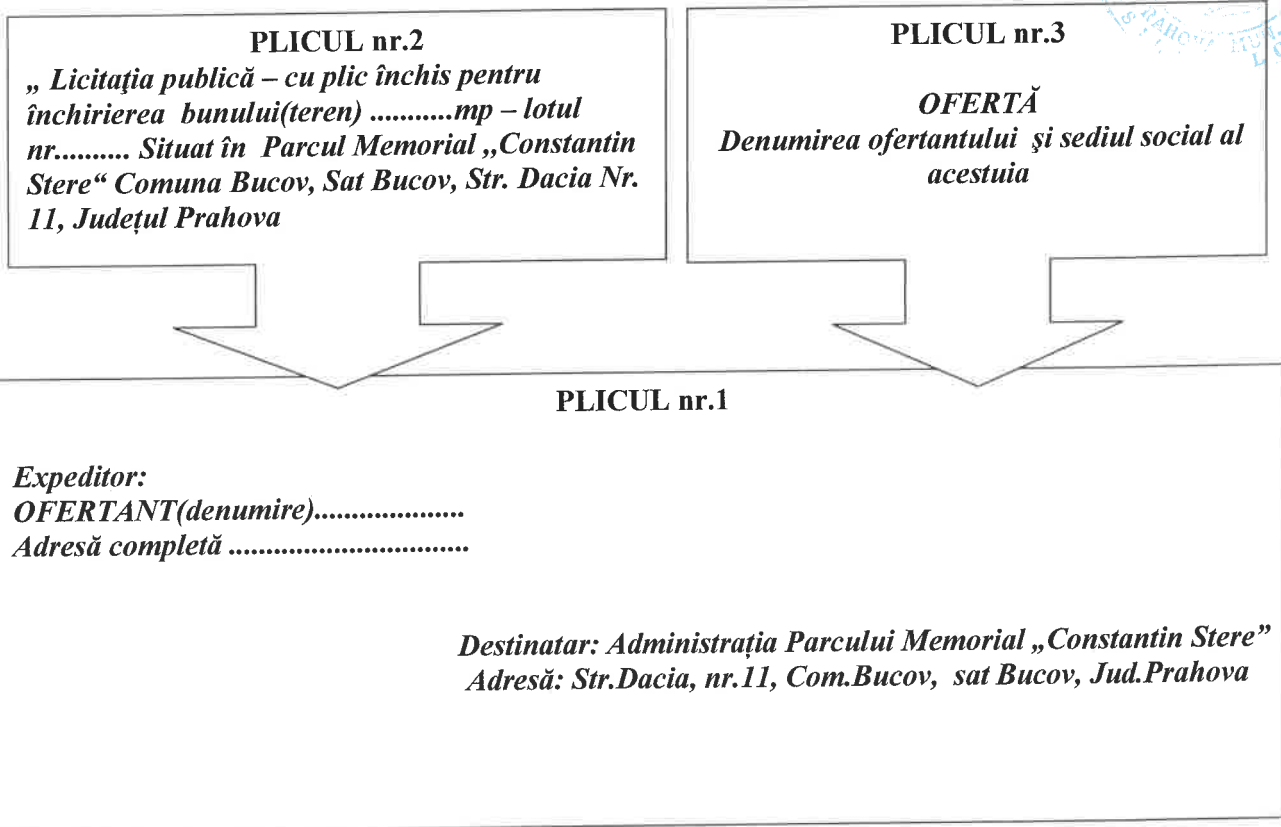 PLICUL nr.2
„ Licitaţia publică – cu plic închis pentru
închirierea bunului(teren) ...........mp – lotul
nr.......... Situat în Parcul Memorial „Constantin
Stere“ Comuna Bucov, Sat Bucov, Str. Dacia Nr.
11, Județul Prahova
PLICUL nr.3
OFERTĂ
Denumirea ofertantului şi sediul social al
acestuia
PLICUL nr.1
Expeditor:
OFERTANT(denumire).....................
Adresă completă .................................
Destinatar: Administrația Parcului Memorial „Constantin Stere”
Adresă: Str.Dacia, nr.11, Com.Bucov, sat Bucov, Jud.Prahova